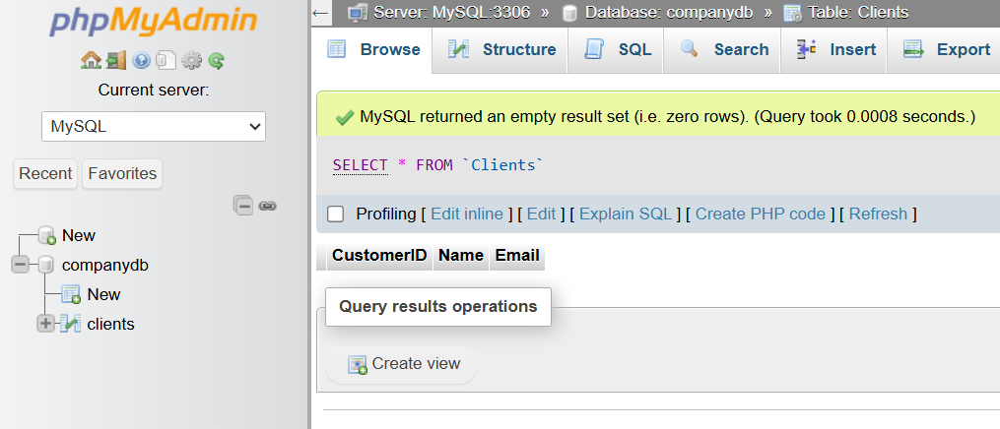 phpMyAdmin
Current server:
MySQL
Recent Favorites
New
companydb
New
clients
← Server: MySQL:3306 » Database: companydb » Table: Clients
Browse Structure SQL Search Insert Export
MySQL returned an empty result set (i.e. zero rows). (Query took 0.0008 seconds.)
SELECT * FROM `Clients`
Profiling [ Edit inline ] [ Edit ] [ Explain SQL ] [ Create PHP code ] [ Refresh ]
CustomerID Name Email
Query results operations
Create view